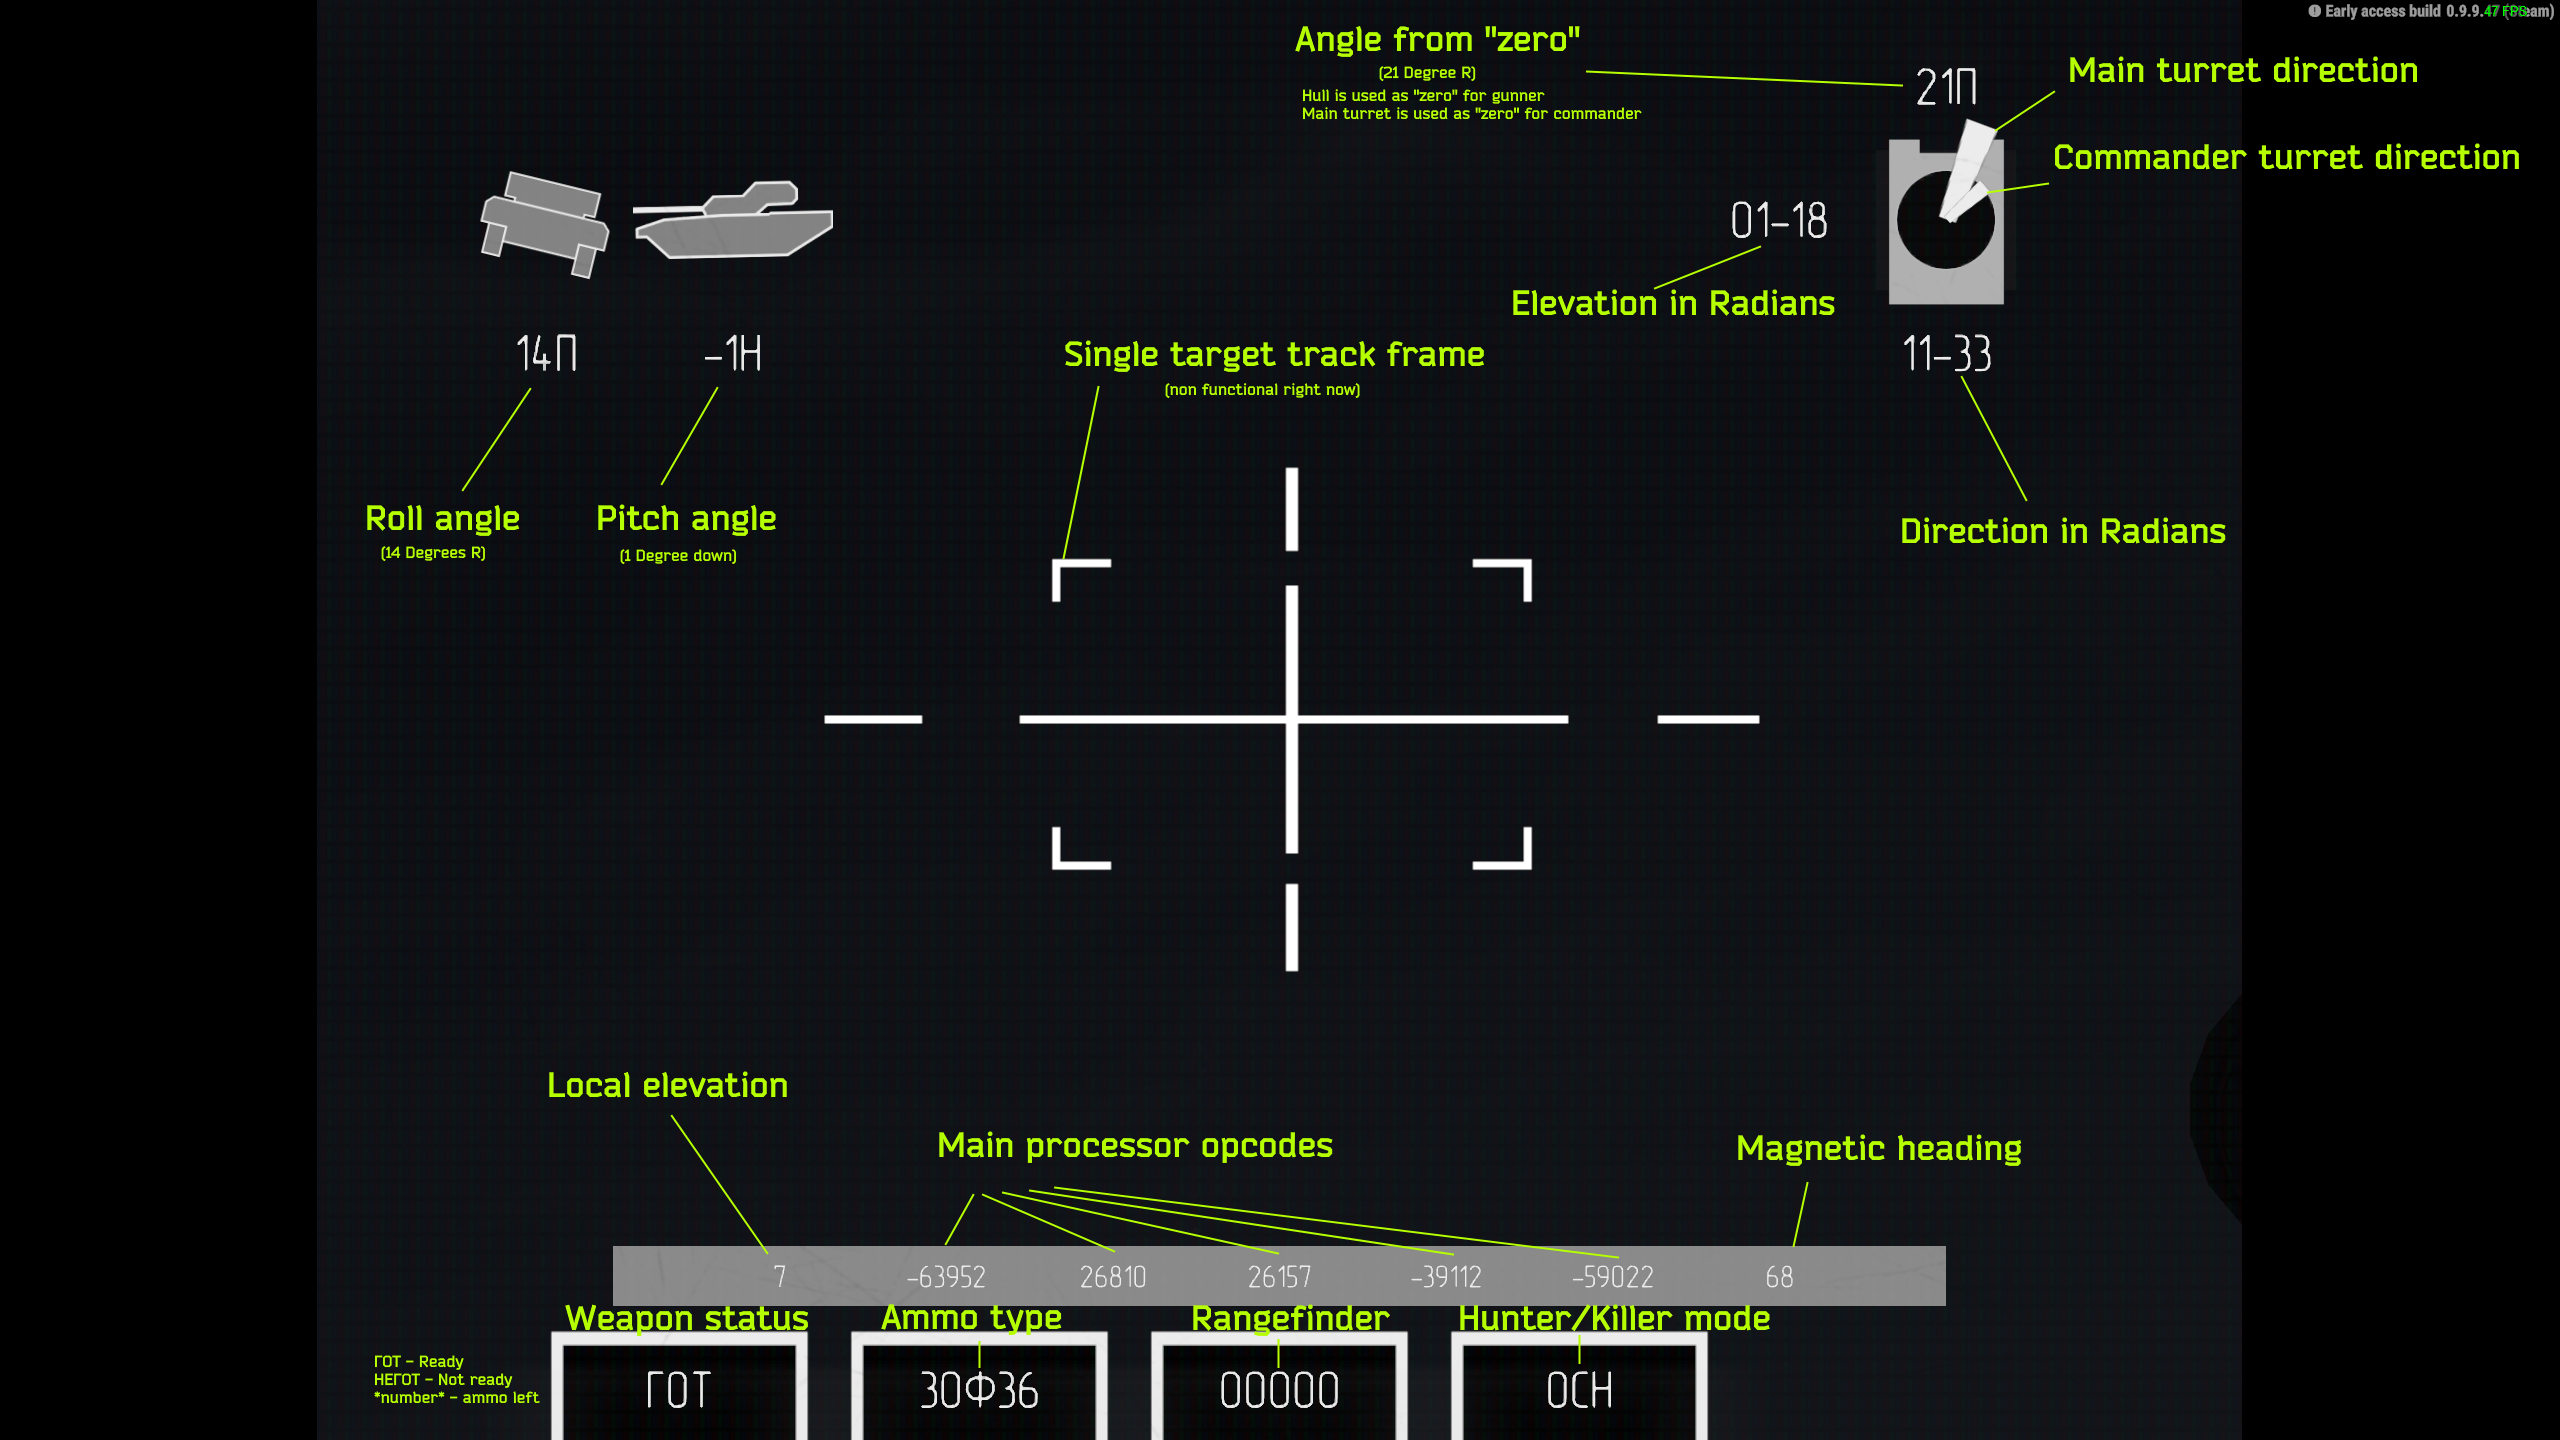 Early access build 0.9.9.47 FPS
Angle from "zero"
(21 Degree R)
Hull is used as "zero" for gunner
Main turret is used as "zero" for commander
21П
Main turret direction
Commander turret direction
01-18
Elevation in Radians
11-33
Direction in Radians
14П
-1Н
Roll angle
(14 Degrees R)
Pitch angle
(1 Degree down)
Single target track frame
(non functional right now)
Local elevation
Main processor opcodes
Magnetic heading
7 -63952 26810 26157 -39112 -59022 68
Weapon status
Ammo type
Rangefinder
Hunter/Killer mode
ГОТ - Ready
НЕГОТ - Not ready
*number* - ammo left
ГОТ
ЗОФ36
00000
ОСН